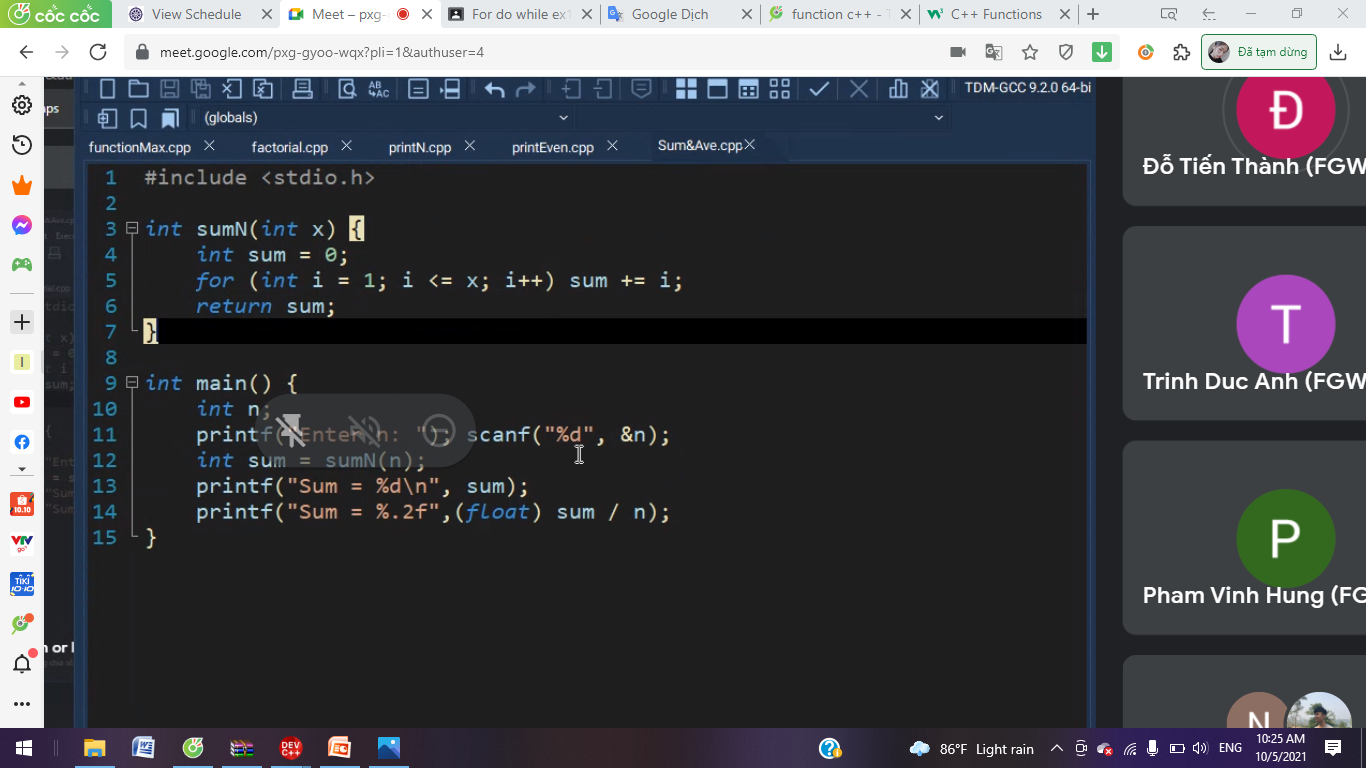 CỐC CỐC
View Schedule
Meet – pxg-
For do while ex1
Google Dịch
function c++ - T
C++ Functions
meet.google.com/pxg-gyoo-wqx?pli=1&authuser=4
Đã tạm dừng
TDM-GCC 9.2.0 64-bi
(globals)
functionMax.cpp
factorial.cpp
printN.cpp
printEven.cpp
Sum&Ave.cpp
1 #include <stdio.h>
2
3 int sumN(int x) {
4 int sum = 0;
5 for (int i = 1; i <= x; i++) sum += i;
6 return sum;
7 }
8
9 int main() {
10 int n;
11 printf("Enter n: "); scanf("%d", &n);
12 int sum = sumN(n);
13 printf("Sum = %d\n", sum);
14 printf("Sum = %.2f",(float) sum / n);
15 }
Đ
Đỗ Tiến Thành (FGW
T
Trinh Duc Anh (FGW
P
Pham Vinh Hung (FG
N
86°F Light rain
ENG
10:25 AM
10/5/2021